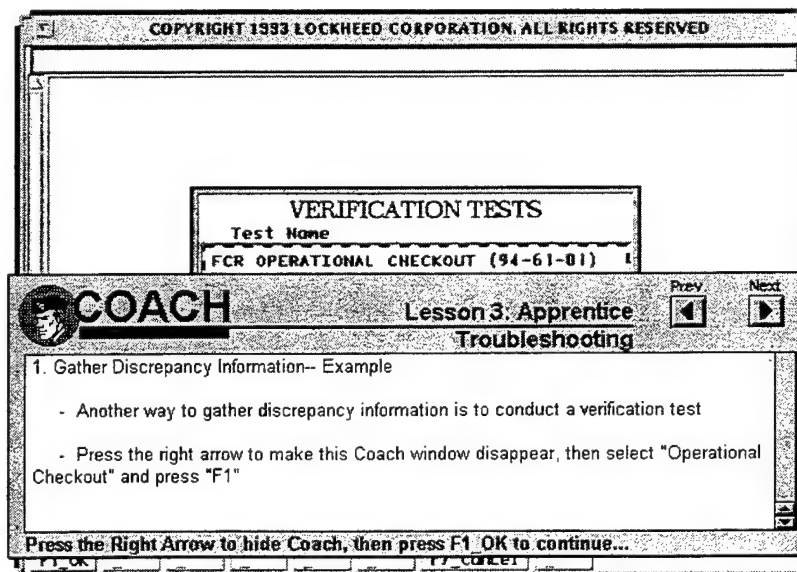 COPYRIGHT 1993 LOCKHEED CORPORATION. ALL RIGHTS RESERVED
VERIFICATION TESTS
Test Name
FCR OPERATIONAL CHECKOUT (94-61-01)
COACH
Lesson 3: Apprentice
Troubleshooting
Prev
Next
1. Gather Discrepancy Information-- Example
- Another way to gather discrepancy information is to conduct a verification test
- Press the right arrow to make this Coach window disappear, then select "Operational
Checkout" and press "F1"
Press the Right Arrow to hide Coach, then press F1_OK to continue...
F1_OK
F7_Cancel